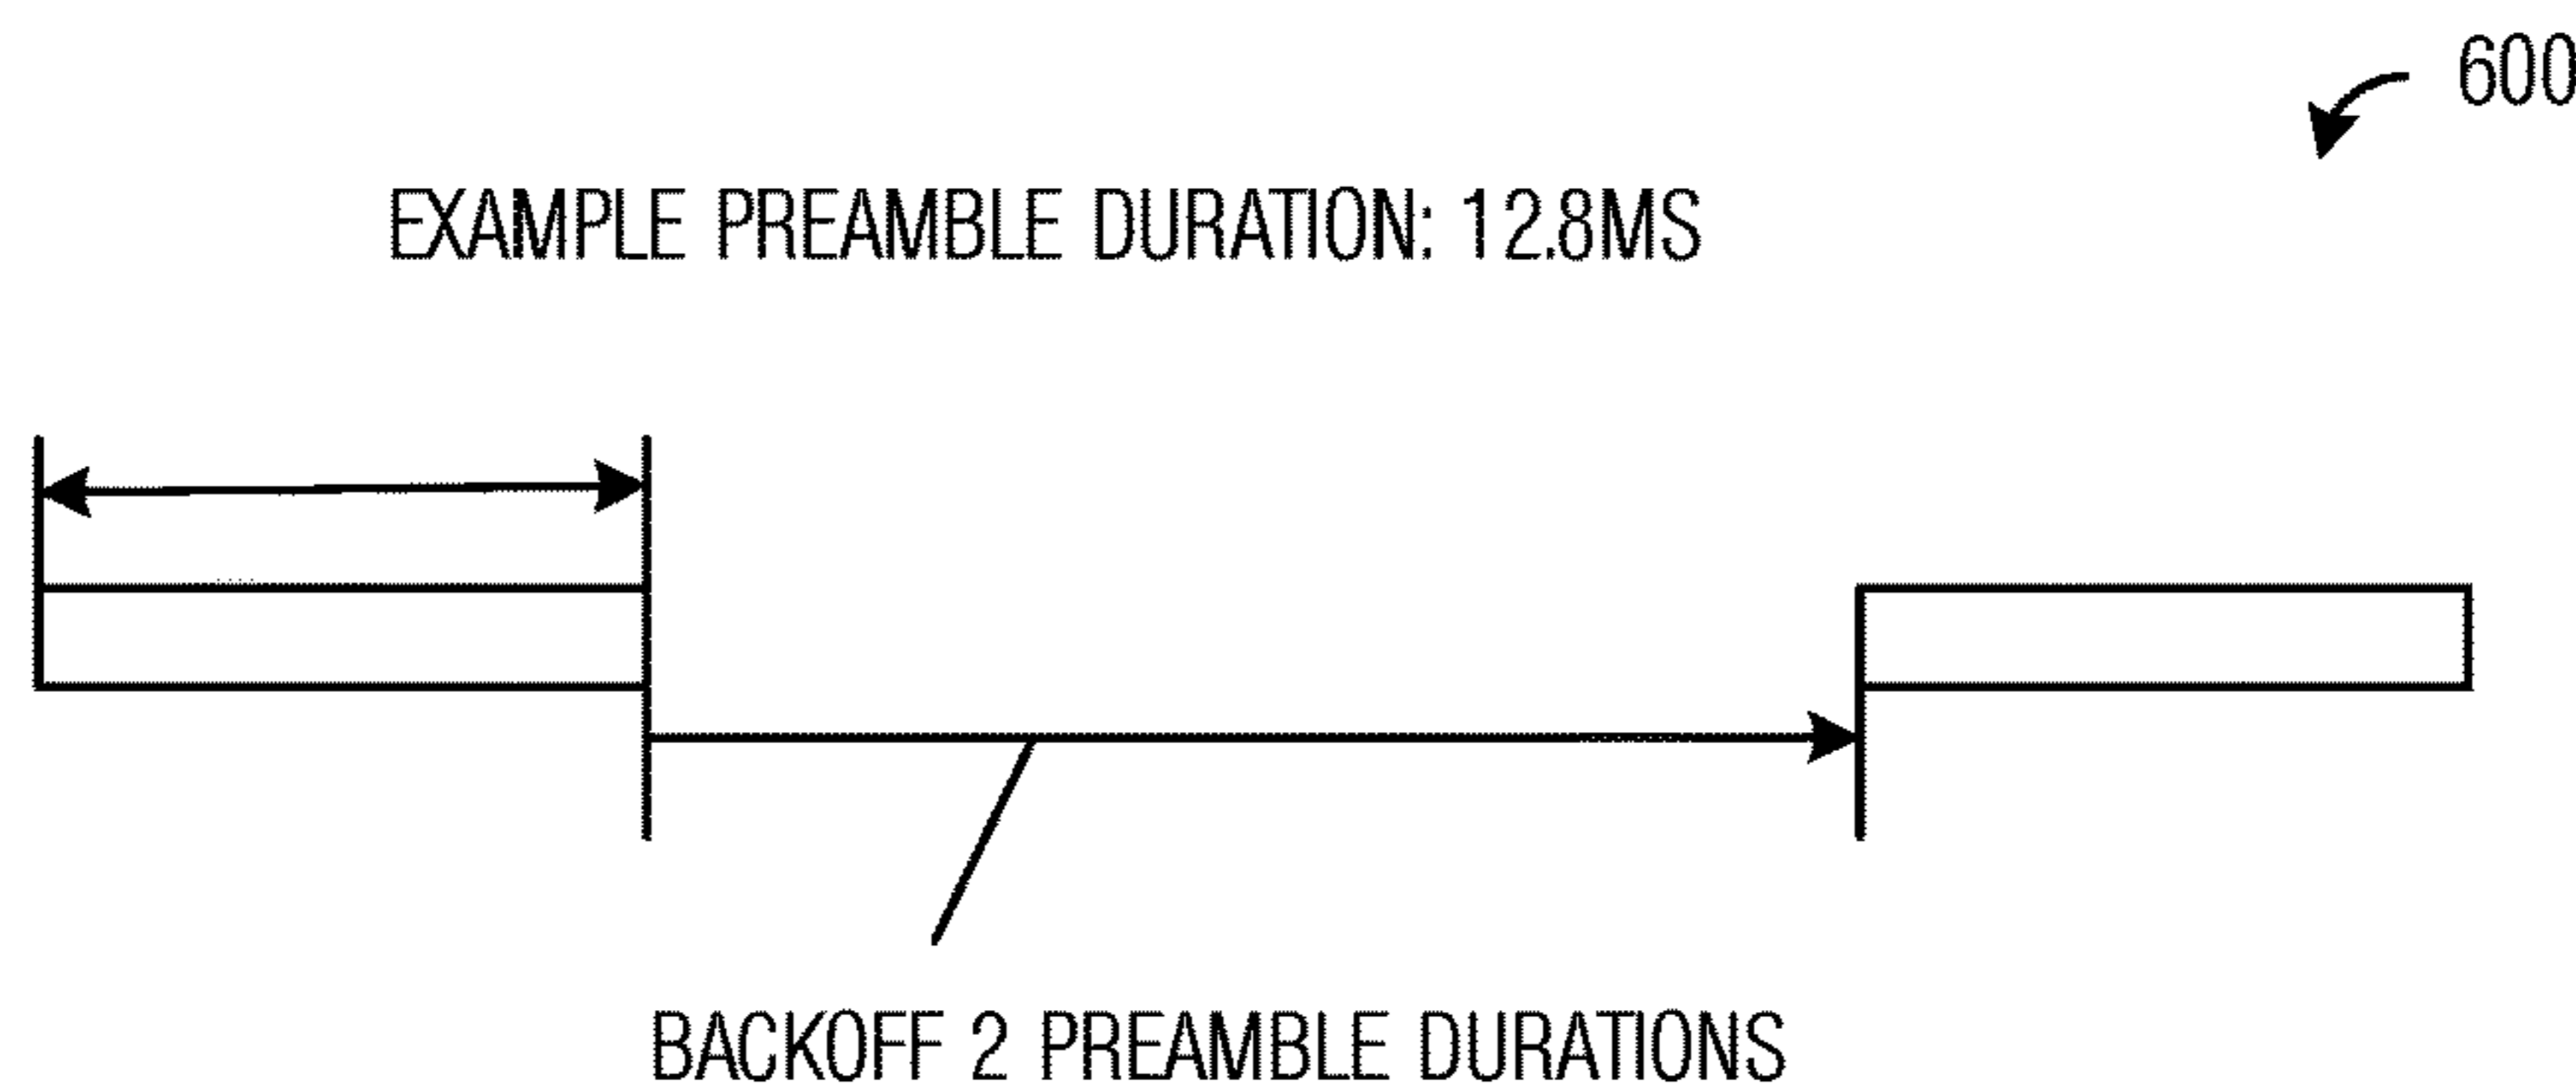 600
EXAMPLE PREAMBLE DURATION: 12.8MS
BACKOFF 2 PREAMBLE DURATIONS